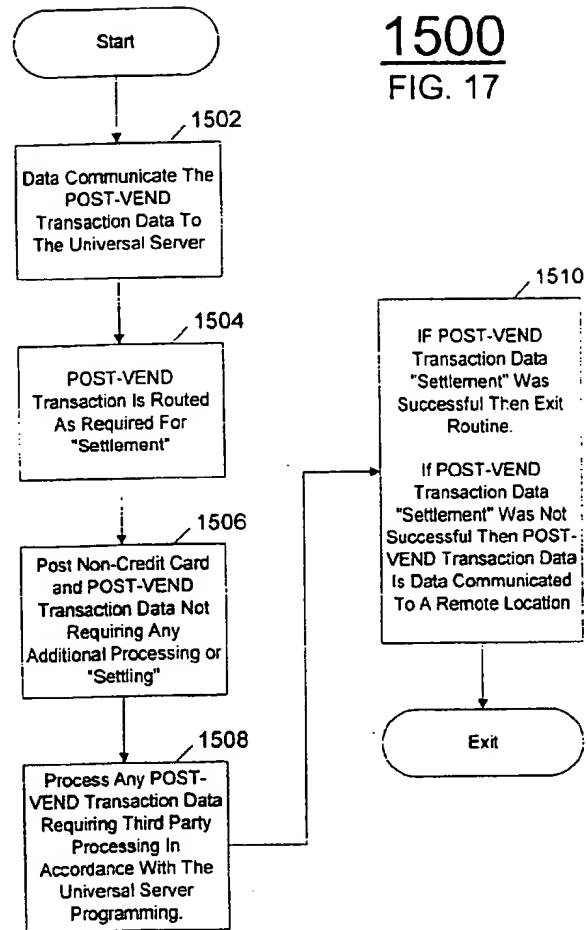 1500
FIG. 17
Start
1502
Data Communicate The
POST-VEND
Transaction Data To
The Universal Server
1504
POST-VEND
Transaction Is Routed
As Required For
"Settlement"
1506
Post Non-Credit Card
and POST-VEND
Transaction Data Not
Requiring Any
Additional Processing or
"Settling"
1508
Process Any POST-
VEND Transaction Data
Requiring Third Party
Processing In
Accordance With The
Universal Server
Programming.
1510
IF POST-VEND
Transaction Data
"Settlement" Was
Successful Then Exit
Routine.
If POST-VEND
Transaction Data
"Settlement" Was Not
Successful Then POST-
VEND Transaction Data
Is Data Communicated
To A Remote Location
Exit